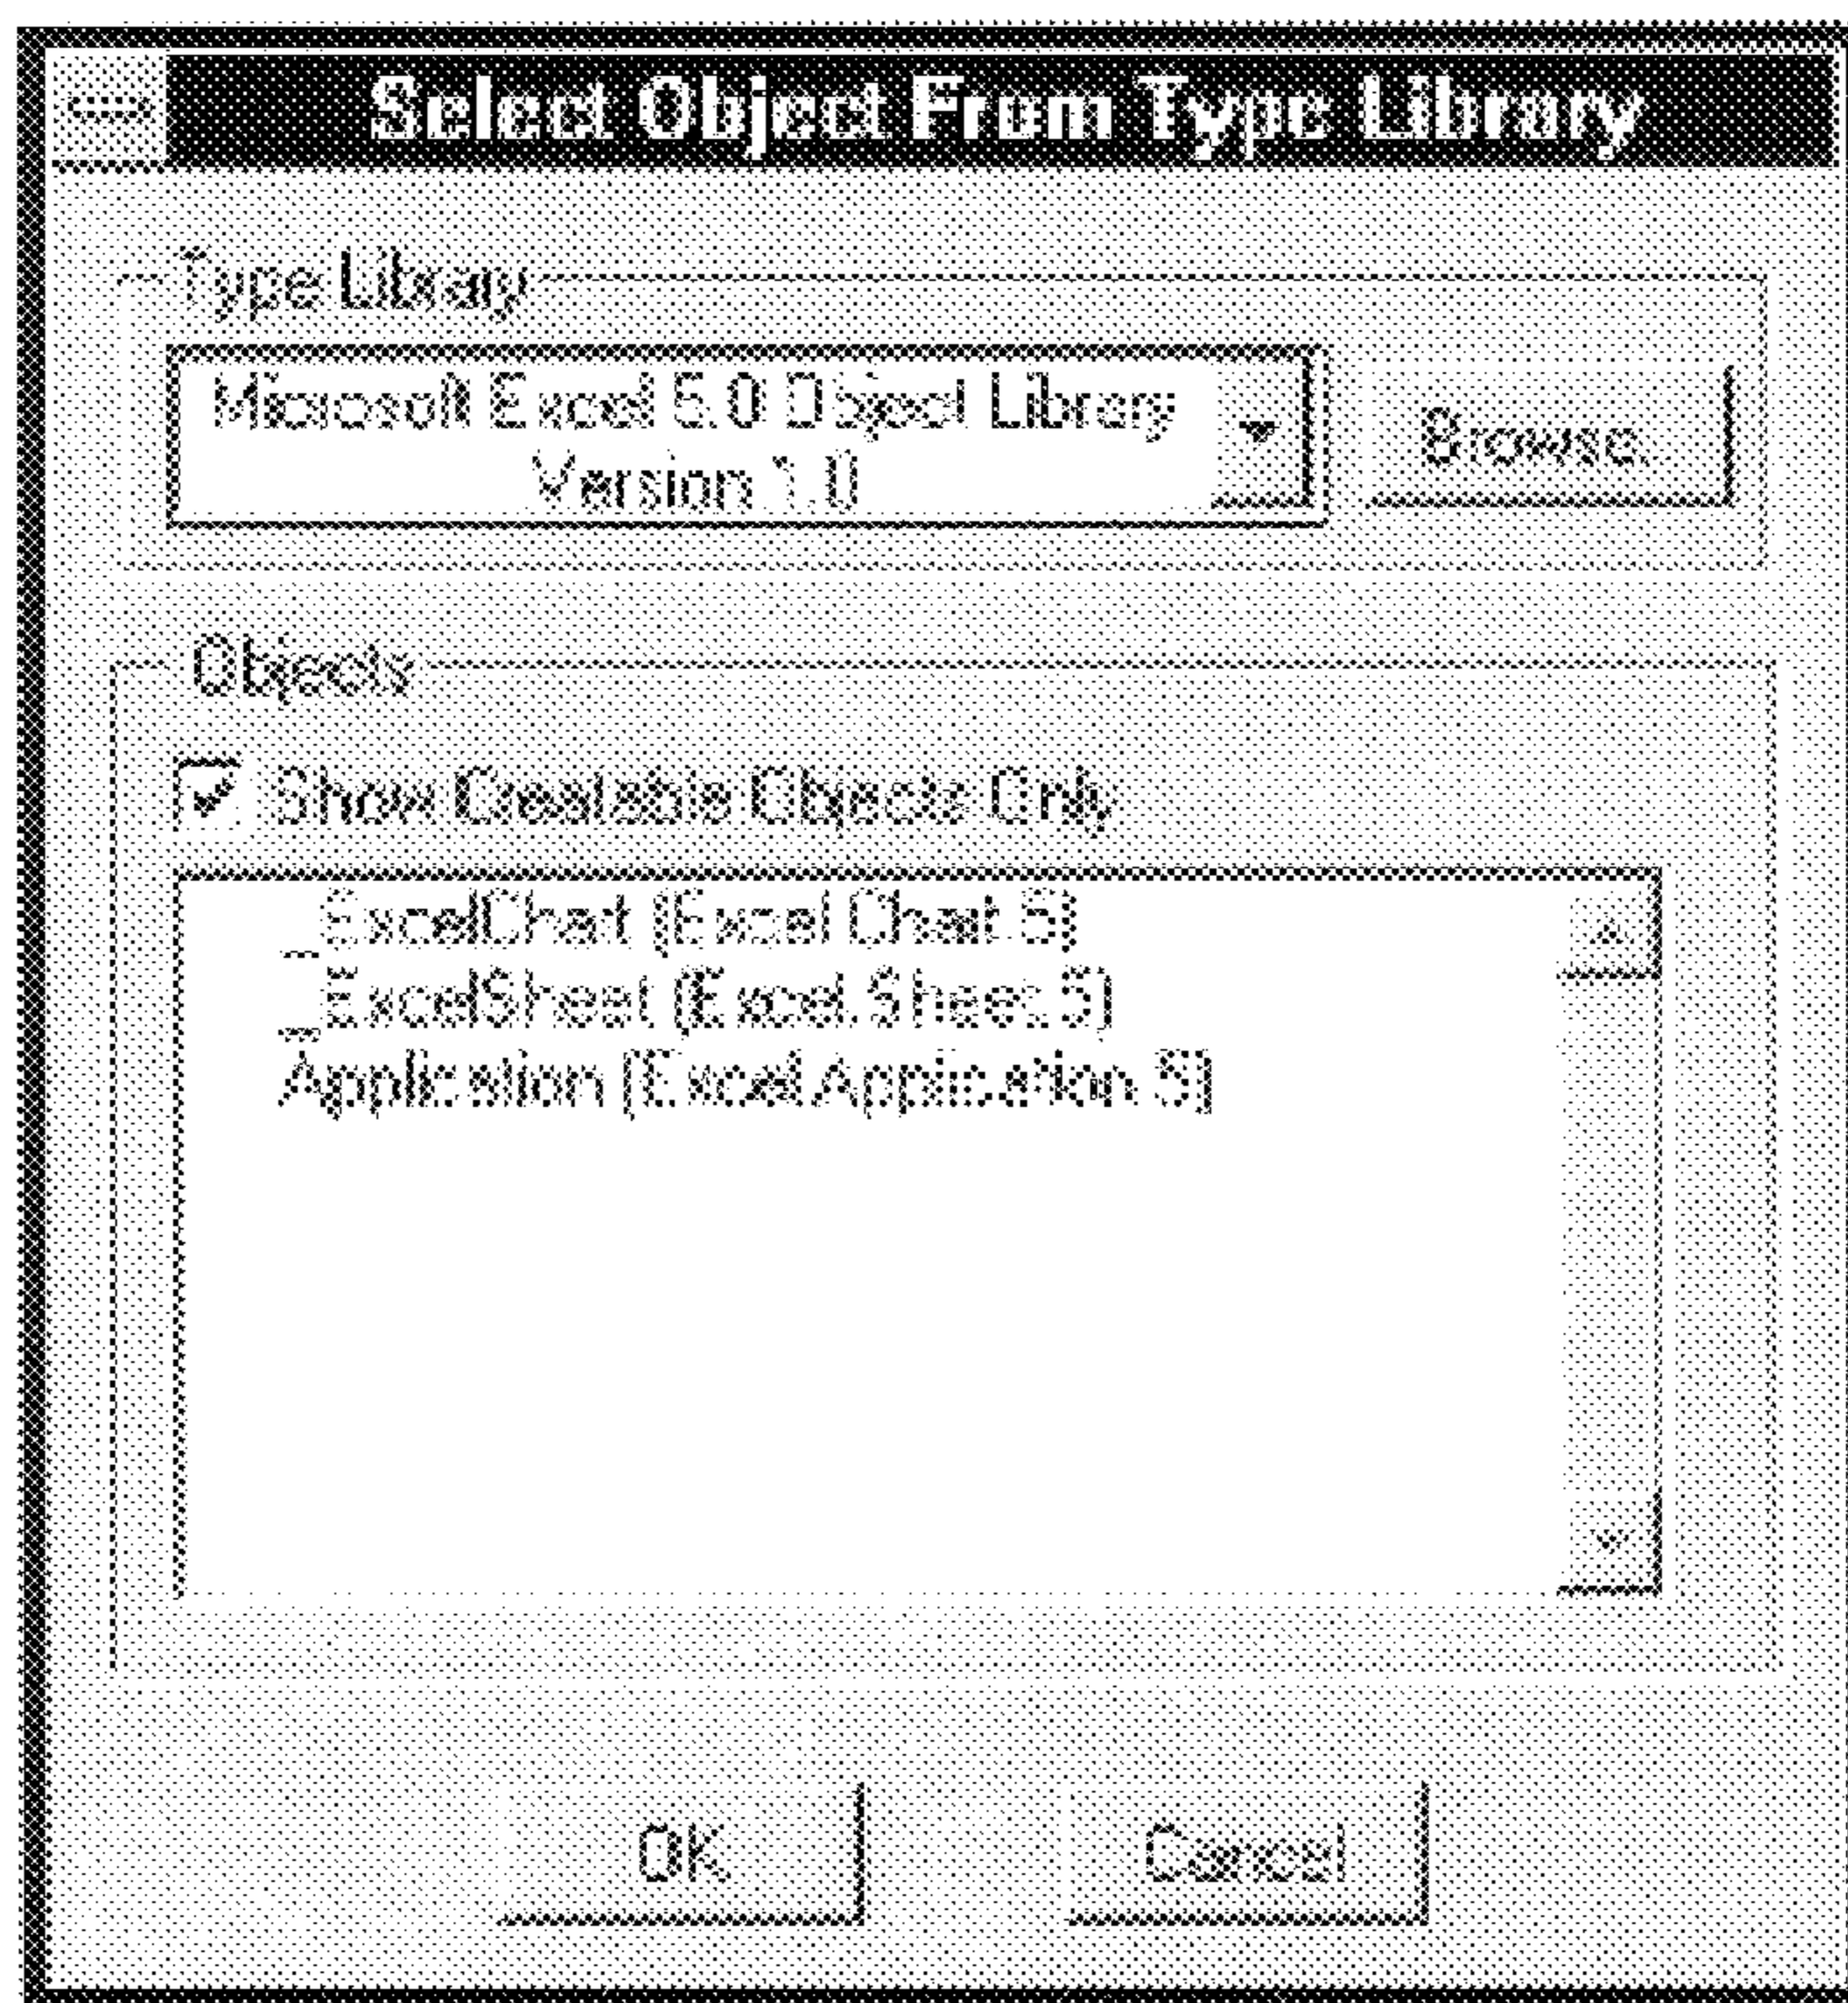 Select Object From Type Library
Type Library
Microsoft Excel 5.0 Object Library
Version 1.0
Browse.
Objects
Show Createable Objects Only
_ExcelChart (Excel.Chart.5)
_ExcelSheet (Excel.Sheet.5)
Application (Excel.Application.5)
OK
Cancel